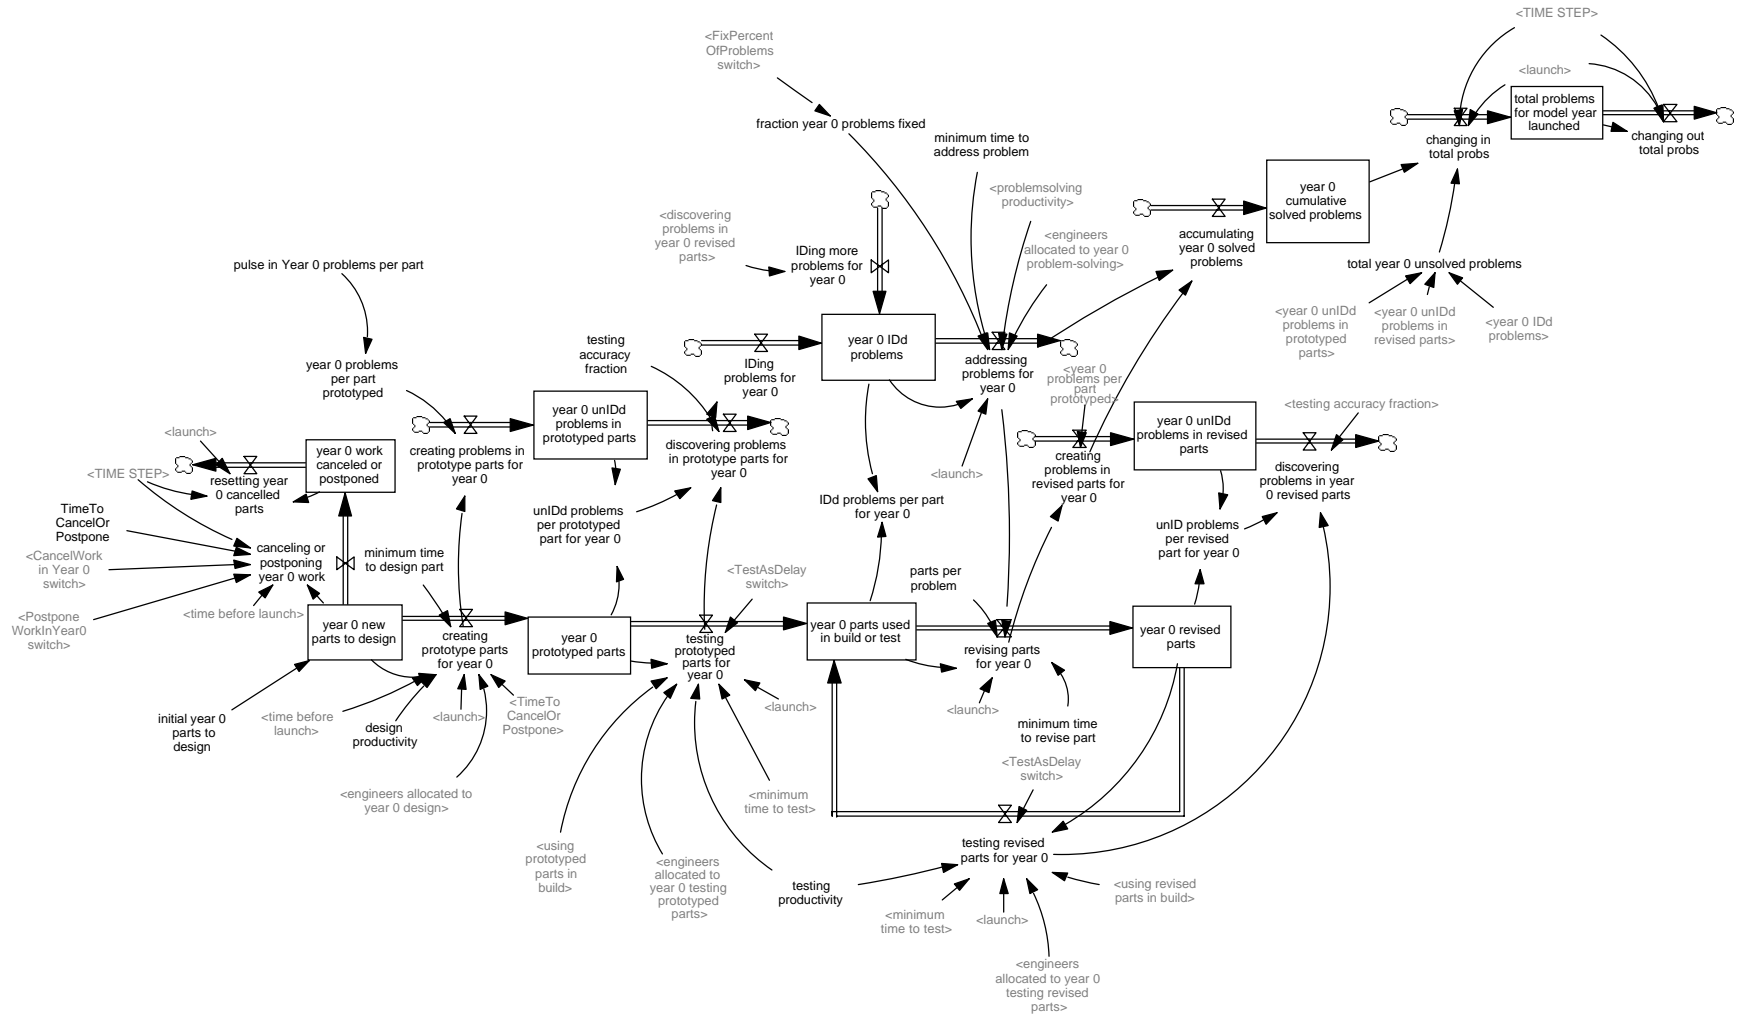 <TIME STEP>
<FixPercent
OfProblems
switch>
<launch>
total problems
for model year
launched
fraction year 0 problems fixed
minimum time to
address problem
changing in
total probs
changing out
total probs
<problemsolving
productivity>
year 0
cumulative
solved problems
<discovering
problems in
year 0 revised
parts>
IDing more
problems for
year 0
<engineers
allocated to year 0
problem-solving>
accumulating
year 0 solved
problems
pulse in Year 0 problems per part
total year 0 unsolved problems
<year 0 unIDd
problems in
prototyped
parts>
<year 0 unIDd
problems in
revised parts>
<year 0 IDd
problems>
testing
accuracy
fraction
year 0 IDd
problems
year 0 problems
per part
prototyped
IDing
problems for
year 0
addressing
problems for
year 0
<year 0
problems per
part
prototyped>
year 0 unIDd
problems in
prototyped parts
year 0 unIDd
problems in revised
parts
<testing accuracy fraction>
<launch>
year 0 work
canceled or
postponed
creating problems in
prototype parts for
year 0
discovering problems
in prototype parts for
year 0
<launch>
creating
problems in
revised parts for
year 0
discovering
problems in year
0 revised parts
<TIME STEP>
resetting year
0 cancelled
parts
TimeTo
CancelOr
Postpone
unIDd problems
per prototyped
part for year 0
IDd problems per part
for year 0
unID problems
per revised
part for year 0
<CancelWork
in Year 0
switch>
canceling or
postponing
year 0 work
minimum time
to design part
<TestAsDelay
switch>
parts per
problem
<Postpone
WorkInYear0
switch>
<time before launch>
year 0 new
parts to design
creating
prototype parts
for year 0
year 0
prototyped parts
testing
prototyped
parts for
year 0
year 0 parts used
in build or test
revising parts
for year 0
year 0 revised
parts
initial year 0
parts to
design
<time before
launch>
design
productivity
<launch>
<TimeTo
CancelOr
Postpone>
<launch>
<launch>
minimum time
to revise part
<engineers allocated to
year 0 design>
<minimum
time to test>
<TestAsDelay
switch>
<using
prototyped
parts in
build>
<engineers
allocated to
year 0 testing
prototyped
parts>
testing
productivity
testing revised
parts for year 0
<minimum
time to test>
<launch>
<using revised
parts in build>
<engineers
allocated to year 0
testing revised
parts>